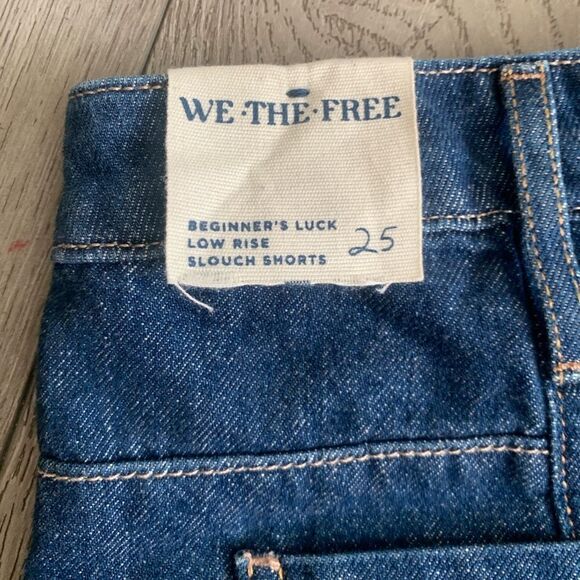 WE·THE·FREE
BEGINNER'S LUCK
LOW RISE
SLOUCH SHORTS 25